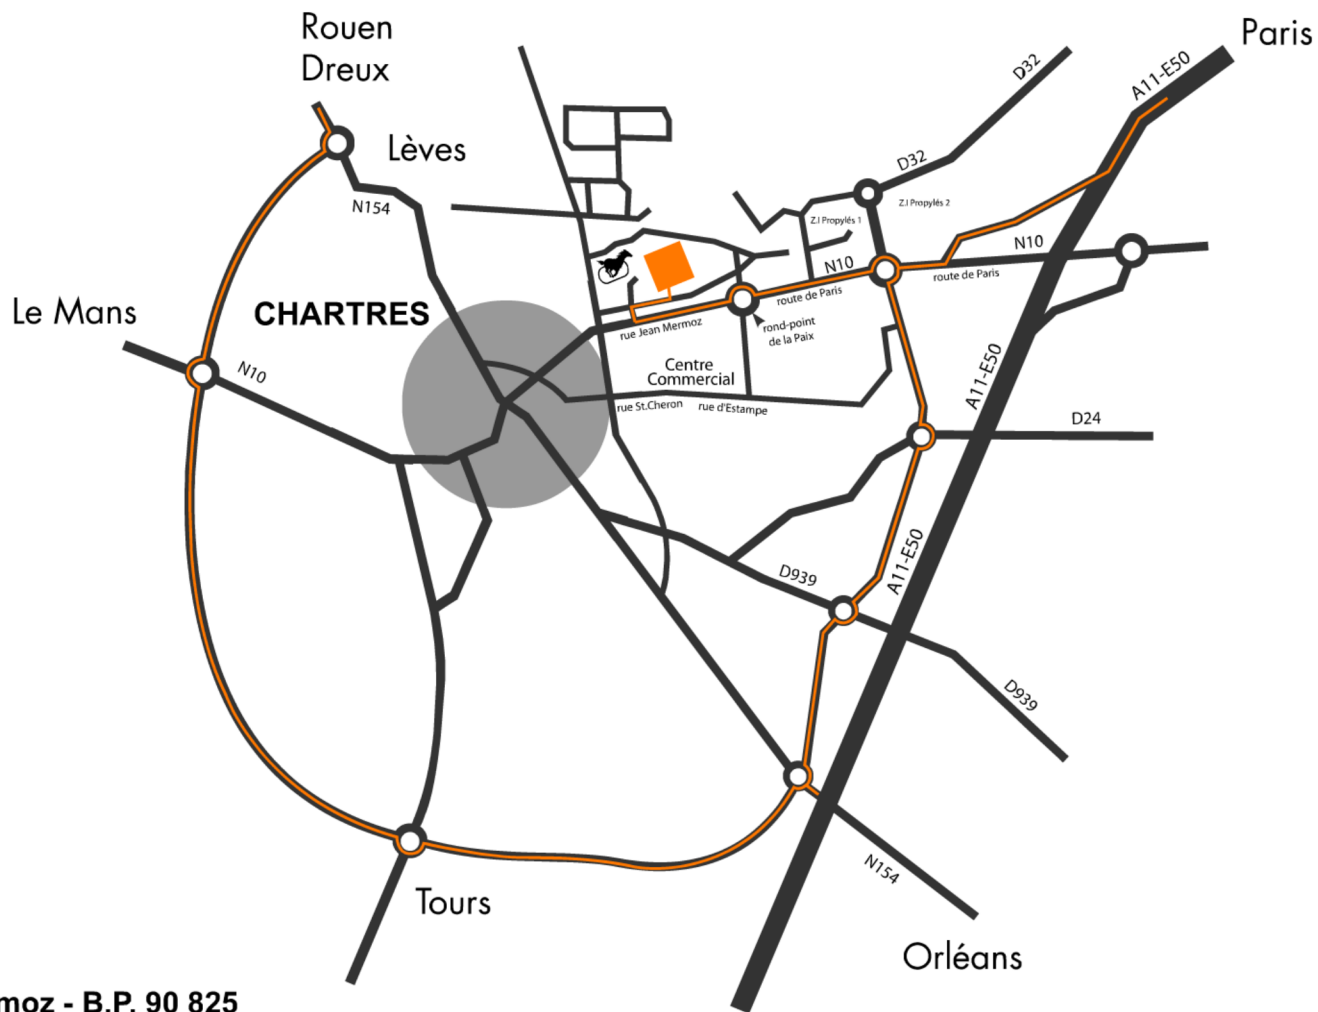 Rouen
Dreux
Paris
A11-E50
D32
Lèves
D32
N154
Z.I Propylés 2
Z.I Propylés 1
N10
N10
route de Paris
route de Paris
Le Mans
CHARTRES
rue Jean Mermoz
rond-point
de la Paix
N10
Centre
Commercial
A11-E50
rue St.Cheron
rue d'Estampe
D24
A11-E50
D939
D939
N154
Tours
Orléans
moz - B.P. 90 825